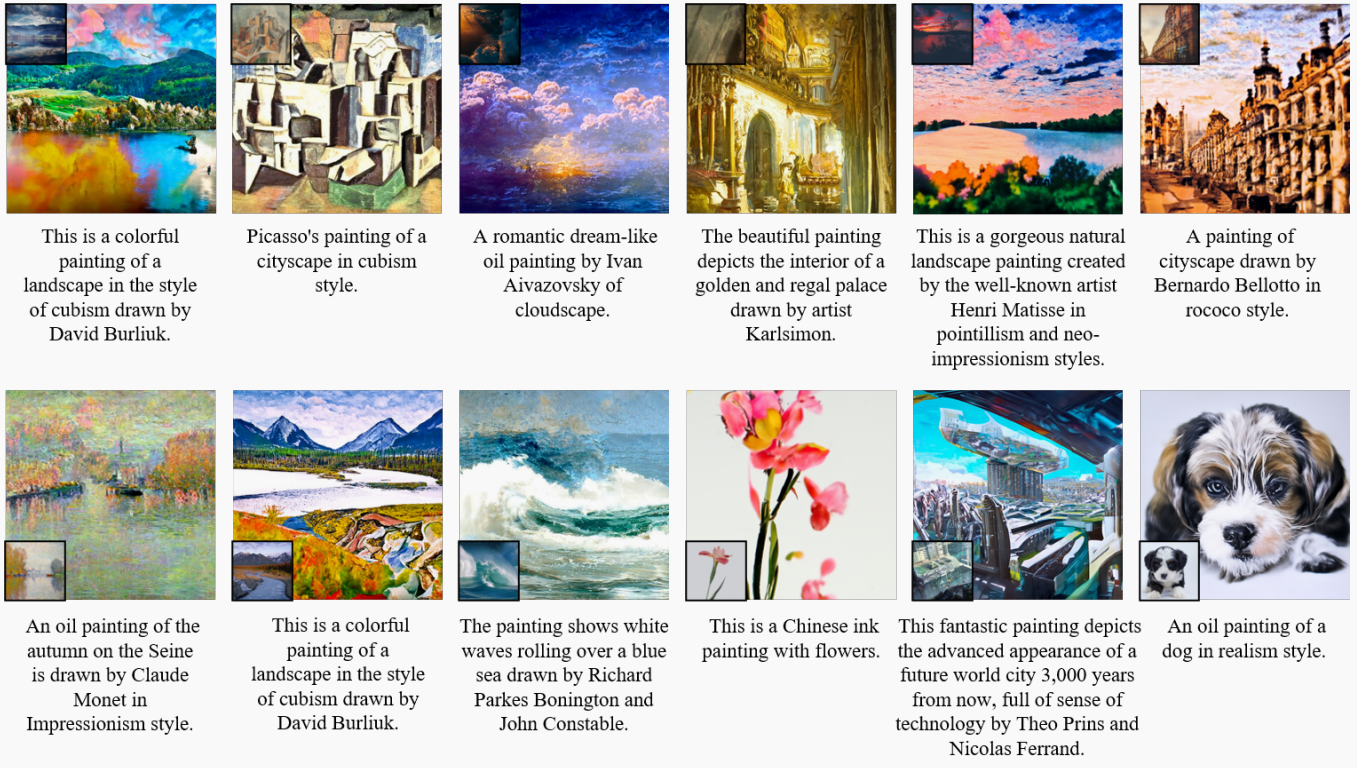 This is a colorful
painting of a
landscape in the style
of cubism drawn by
David Burliuk.
Picasso's painting of a
cityscape in cubism
style.
A romantic dream-like
oil painting by Ivan
Aivazovsky of
cloudscape.
The beautiful painting
depicts the interior of a
golden and regal palace
drawn by artist
Karlsimon.
This is a gorgeous natural
landscape painting created
by the well-known artist
Henri Matisse in
pointillism and neo-
impressionism styles.
A painting of
cityscape drawn by
Bernardo Bellotto in
rococo style.
An oil painting of the
autumn on the Seine
is drawn by Claude
Monet in
Impressionism style.
This is a colorful
painting of a
landscape in the style
of cubism drawn by
David Burliuk.
The painting shows white
waves rolling over a blue
sea drawn by Richard
Parkes Bonington and
John Constable.
This is a Chinese ink
painting with flowers.
This fantastic painting depicts
the advanced appearance of a
future world city 3,000 years
from now, full of sense of
technology by Theo Prins and
Nicolas Ferrand.
An oil painting of a
dog in realism style.